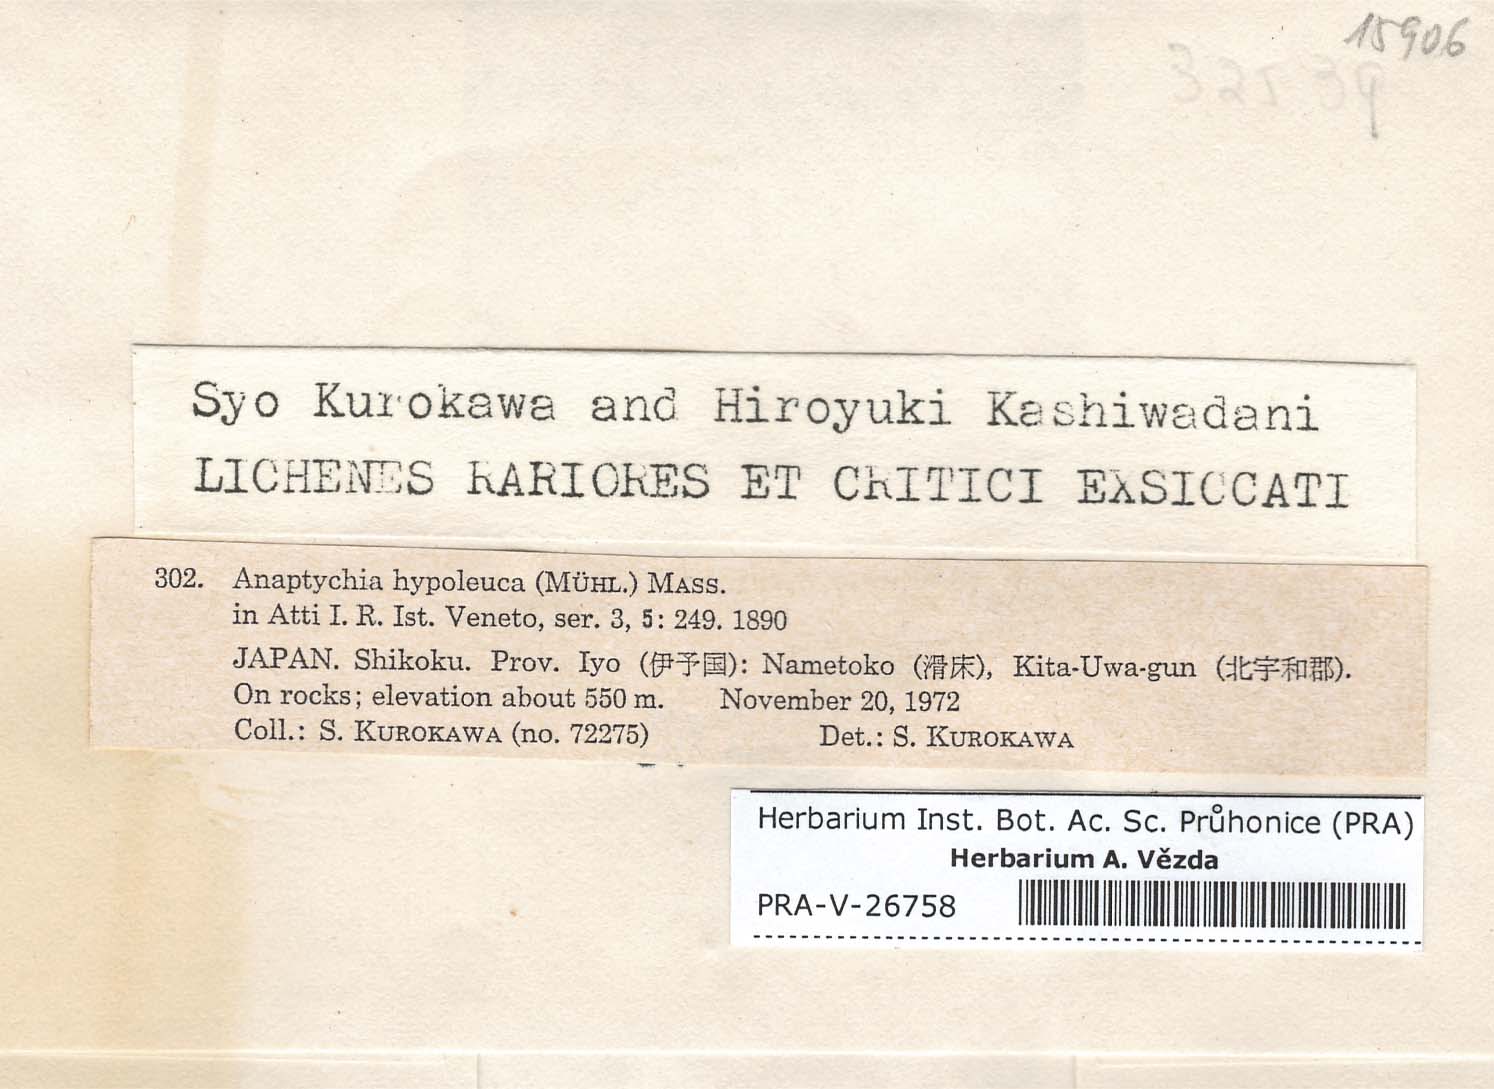 15906
32539
Syo Kurokawa and Hiroyuki Kashiwadani
LICHENES RARIORES ET CRITICI EXSICCATI
302. Anaptychia hypoleuca (MÜHL.) MASS.
in Atti I. R. Ist. Veneto, ser. 3, 5: 249. 1890
JAPAN. Shikoku. Prov. Iyo (伊予国): Nametoko (滑床), Kita-Uwa-gun (北宇和郡).
On rocks; elevation about 550 m. November 20, 1972
Coll.: S. KUROKAWA (no. 72275) Det.: S. KUROKAWA
Herbarium Inst. Bot. Ac. Sc. Průhonice (PRA)
Herbarium A. Vězda
PRA-V-26758